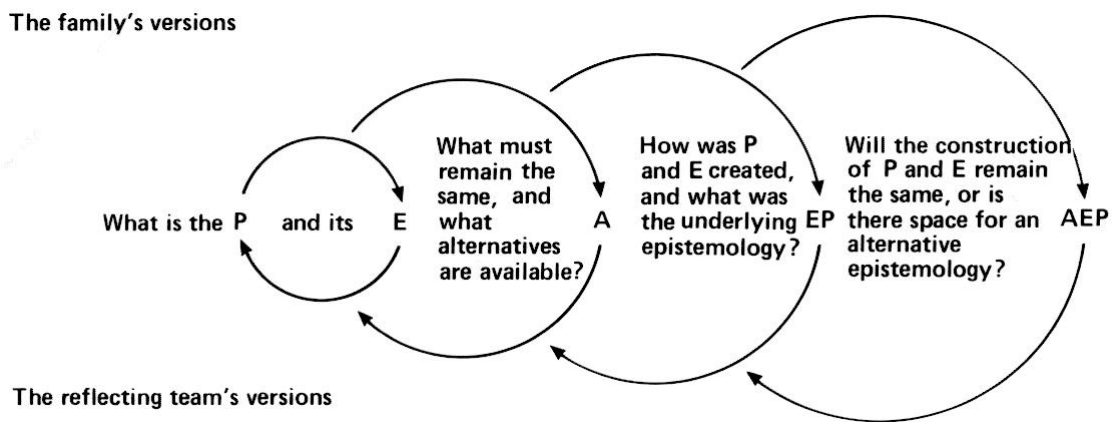 The family's versions
What is the P and its E
What must
remain the
same, and
what
alternatives
are available?
A
How was P
and E created,
and what was
the underlying
epistemology?
EP
Will the construction
of P and E remain
the same, or is
there space for an
alternative
epistemology?
AEP
The reflecting team's versions